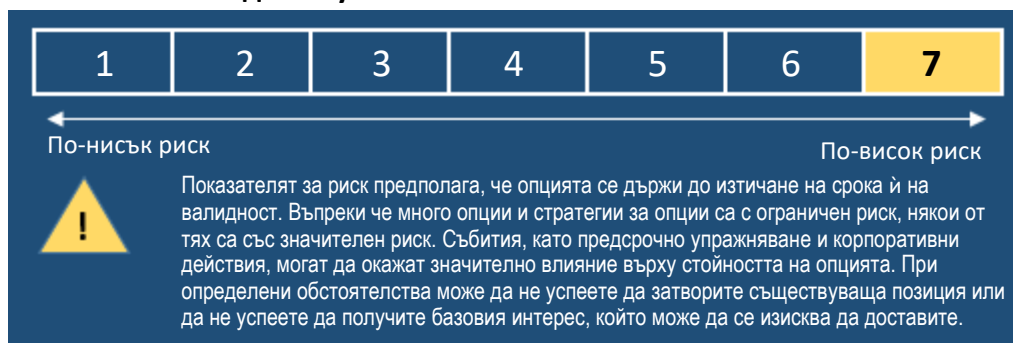 1 2 3 4 5 6 7
По-нисък риск
По-висок риск
!
Показателят за риск предполага, че опцията се държи до изтичане на срока ѝ на
валидност. Въпреки че много опции и стратегии за опции са с ограничен риск, някои от
тях са със значителен риск. Събития, като предсрочно упражняване и корпоративни
действия, могат да окажат значително влияние върху стойността на опцията. При
определени обстоятелства може да не успеете да затворите съществуваща позиция или
да не успеете да получите базовия интерес, който може да се изисква да доставите.